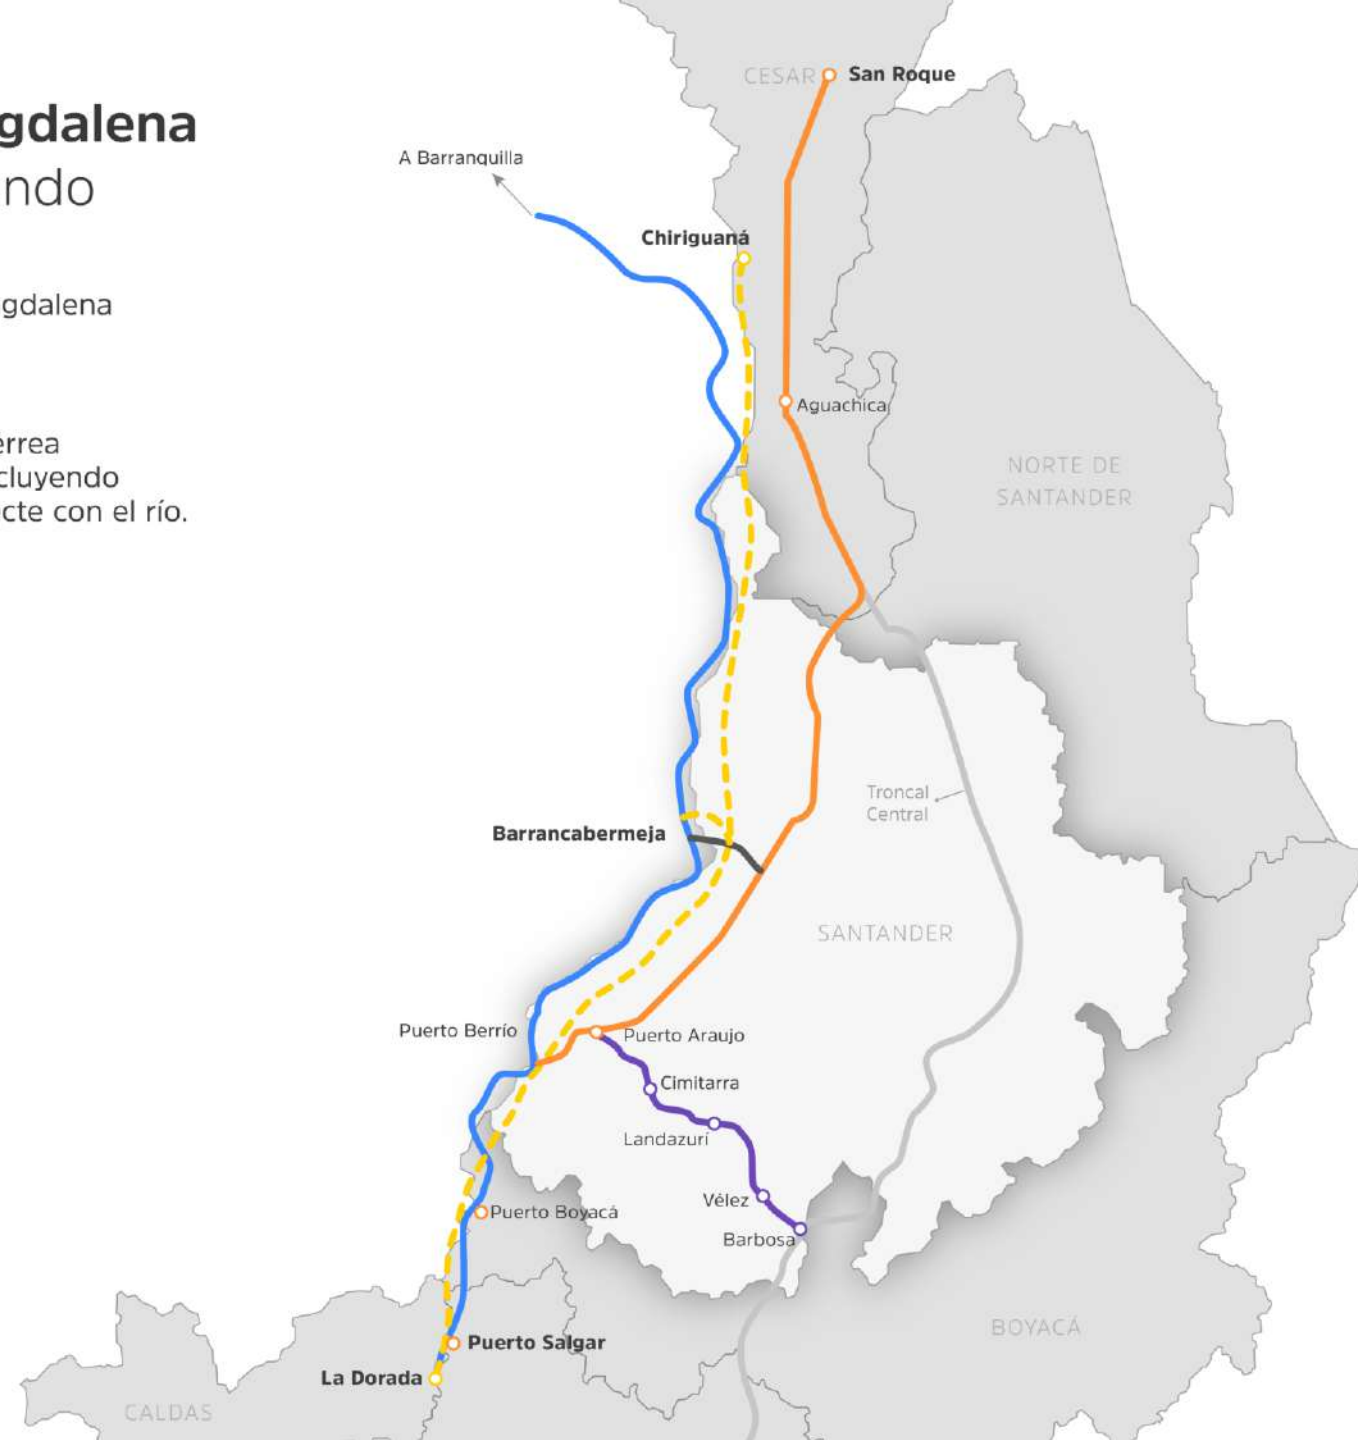 gdalena
ndo
gdalena
érrea
cluyendo
cte con el río.
CESAR
San Roque
A Barranquilla
Chiriguaná
Aguachica
NORTE DE
SANTANDER
Troncal
Central
Barrancabermeja
SANTANDER
Puerto Berrío
Puerto Araujo
Cimitarra
Landazurí
Vélez
Puerto Boyacá
Barbosa
BOYACÁ
Puerto Salgar
La Dorada
CALDAS